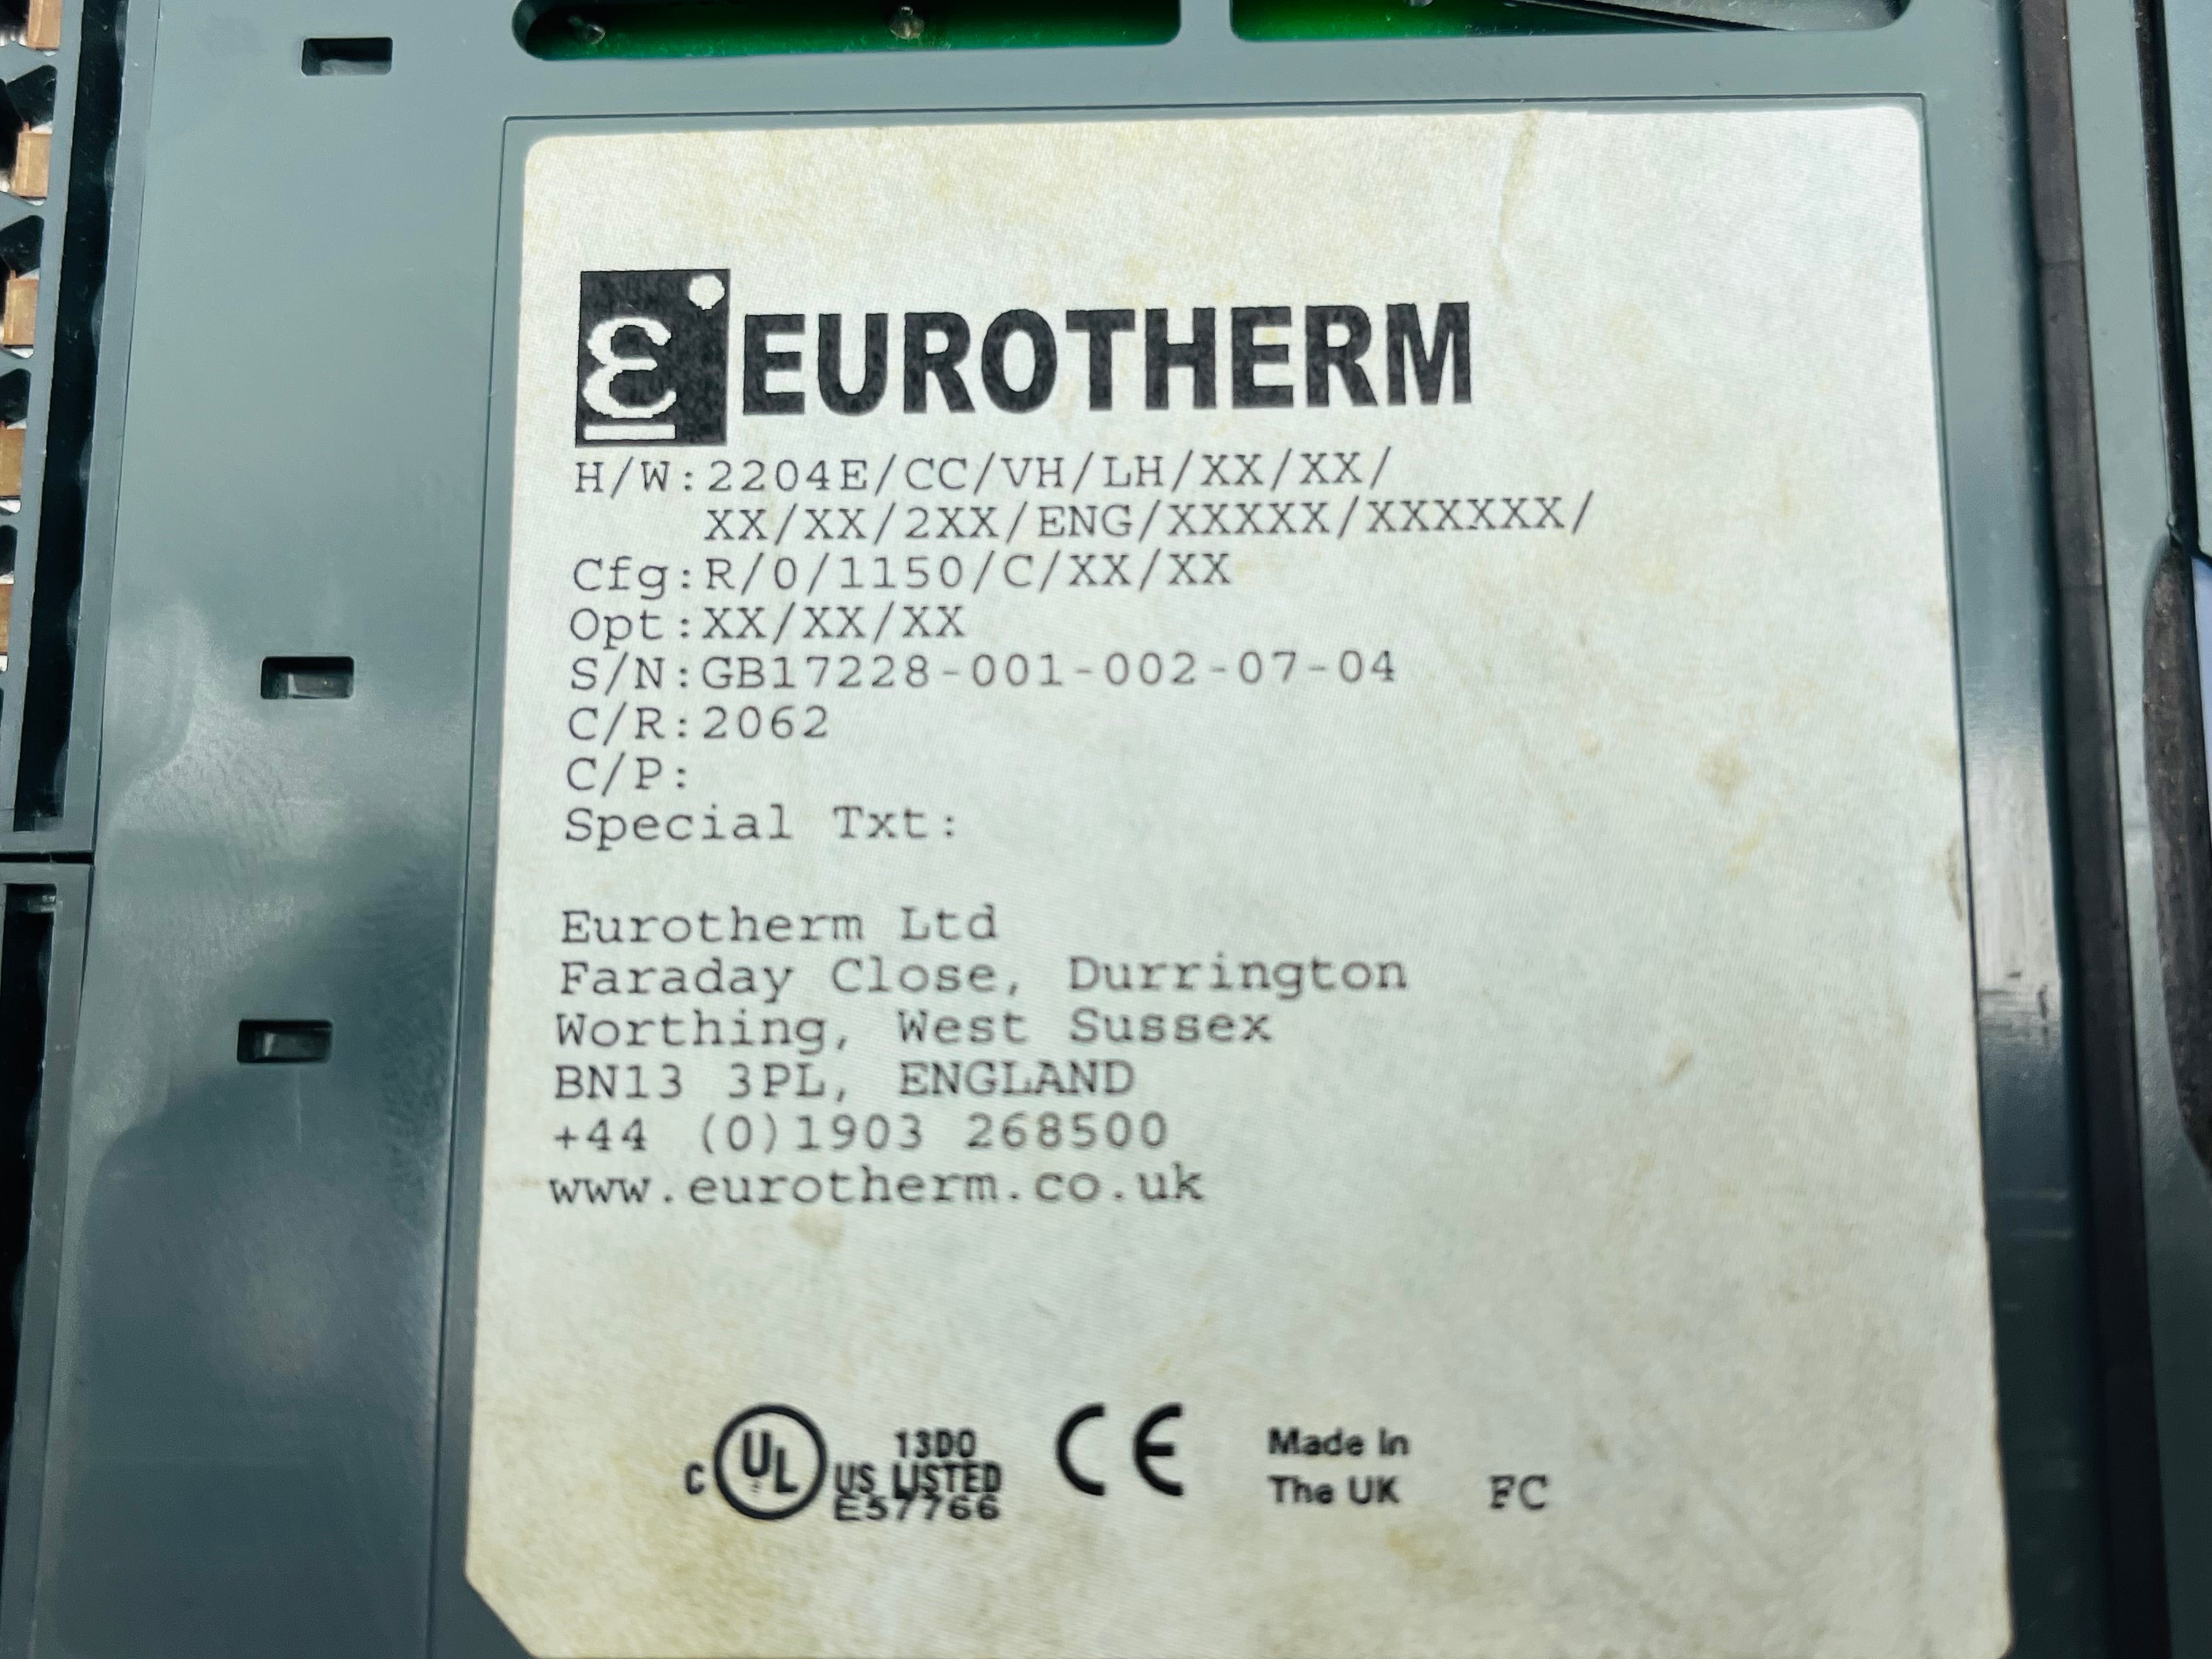 EUROTHERM
H/W:2204E/CC/VH/LH/XX/XX/
XX/XX/2XX/ENG/XXXXX/XXXXXX/
Cfg:R/0/1150/C/XX/XX
Opt:XX/XX/XX
S/N:GB17228-001-002-07-04
C/R:2062
C/P:
Special Txt:
Eurotherm Ltd
Faraday Close, Durrington
Worthing, West Sussex
BN13 3PL, ENGLAND
+44 (0)1903 268500
www.eurotherm.co.uk
C UL US 13D0
LISTED
E57766
CE
Made In
The UK
FC